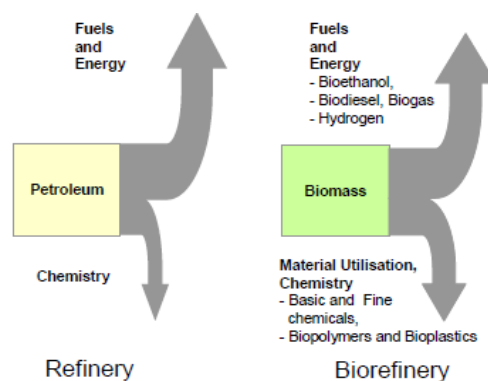 Fuels
and
Energy
Petroleum
Chemistry
Refinery
Fuels
and
Energy
- Bioethanol,
- Biodiesel, Biogas
- Hydrogen
Biomass
Material Utilisation,
Chemistry
- Basic and Fine
chemicals,
- Biopolymers and Bioplastics
Biorefinery